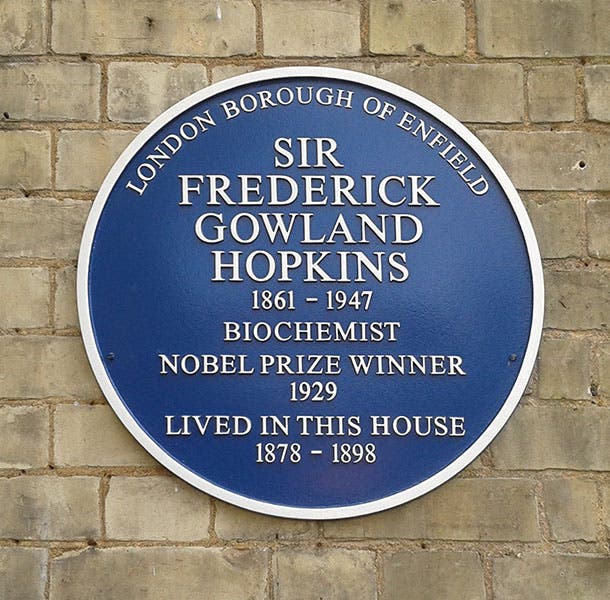 LONDON BOROUGH OF ENFIELD
SIR
FREDERICK
GOWLAND
HOPKINS
1861 – 1947
BIOCHEMIST
NOBEL PRIZE WINNER
1929
LIVED IN THIS HOUSE
1878 – 1898